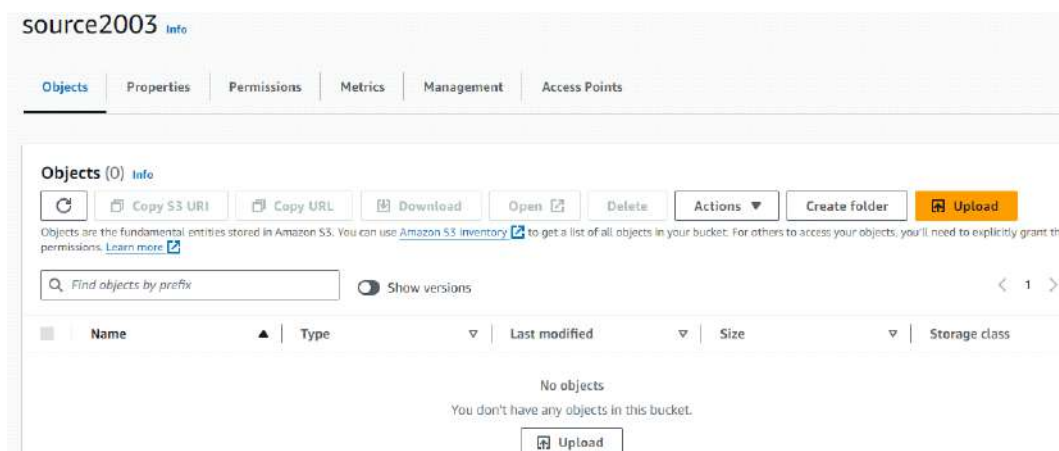 source2003 Info
Objects Properties Permissions Metrics Management Access Points
Objects (0) Info
Copy S3 URI Copy URL Download Open Delete Actions Create folder Upload
Objects are the fundamental entities stored in Amazon S3. You can use Amazon S3 inventory to get a list of all objects in your bucket. For others to access your objects, you'll need to explicitly grant th
permissions. Learn more
Find objects by prefix Show versions 1
Name Type Last modified Size Storage class
No objects
You don't have any objects in this bucket.
Upload